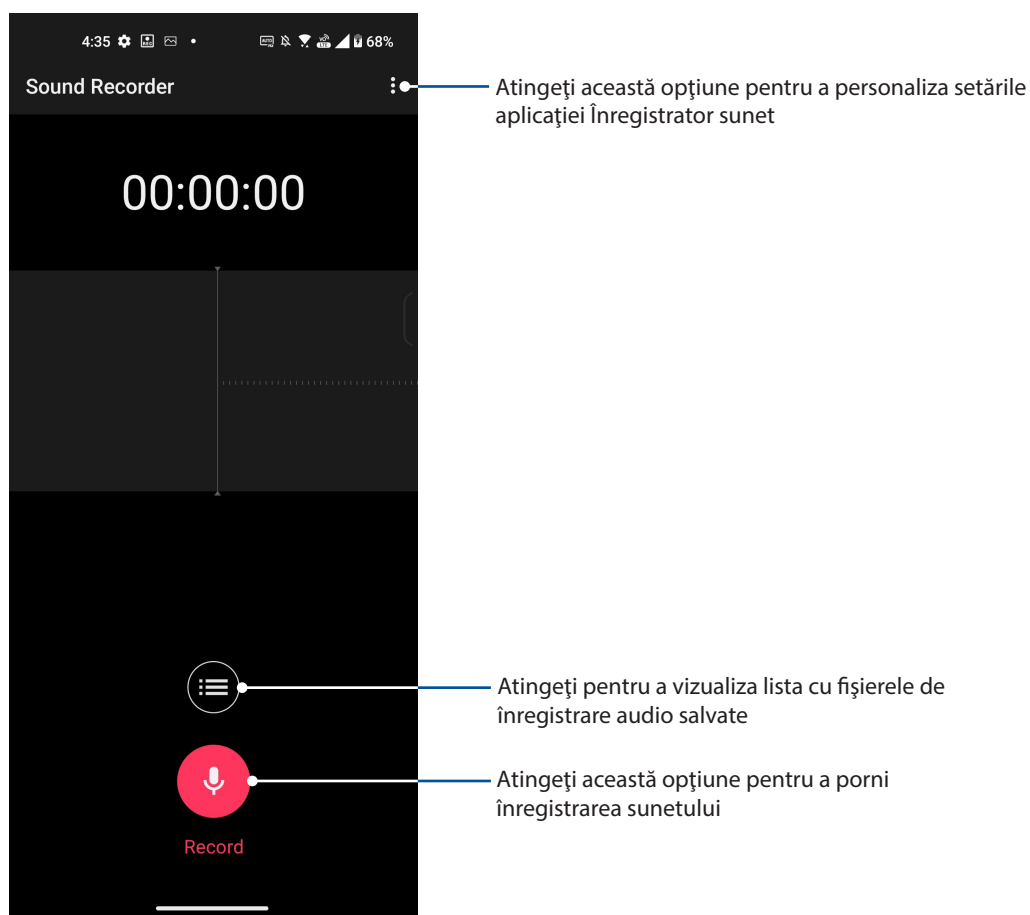 4:35 68%
Sound Recorder
Atingeţi această opţiune pentru a personaliza setările
aplicaţiei Înregistrator sunet
00:00:00
Atingeţi pentru a vizualiza lista cu fişierele de
înregistrare audio salvate
Atingeţi această opţiune pentru a porni
înregistrarea sunetului
Record